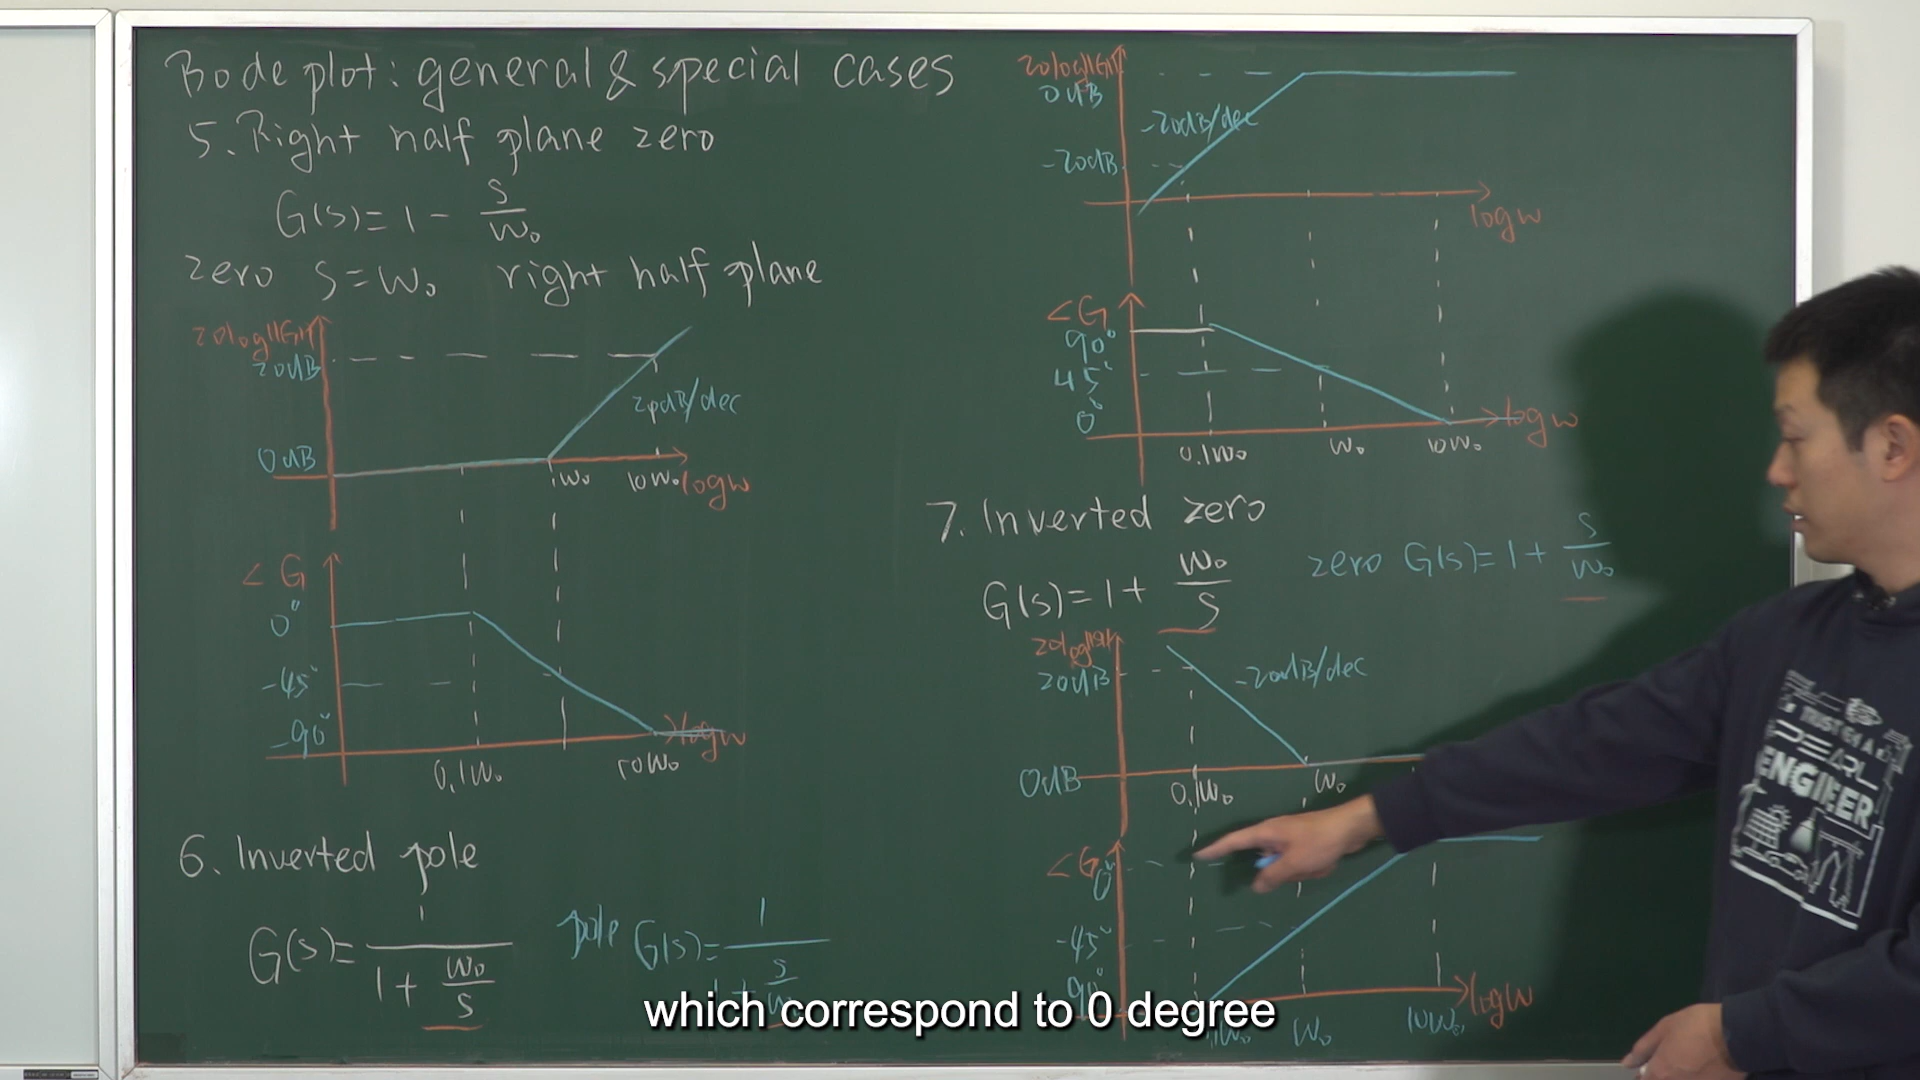 Bode plot: general & special cases
5. Right half plane zero
G(s)= 1 - s/w₀
zero s=w₀ right half plane
20log||G||
20dB
20dB/dec
0dB
w₀ 10w₀ logw
<G
0°
-45°
-90°
logw
0.1w₀ 10w₀
6. Inverted pole
G(s)= 1/(1+ w₀/s)
pole G(s)= 1/(1+ s/w₀)
20log||G||
0dB
-20dB/dec
-20dB
logw
<G
90°
45°
0°
logw
0.1w₀ w₀ 10w₀
7. Inverted zero
G(s)=1+ w₀/s
zero G(s)=1+ s/w₀
20log||G||
20dB
-20dB/dec
0dB
0.1w₀ w₀
<G
0°
-45°
90°
logw
.1w₀ w₀ 10w₀
ENGINEER
which correspond to 0 degree